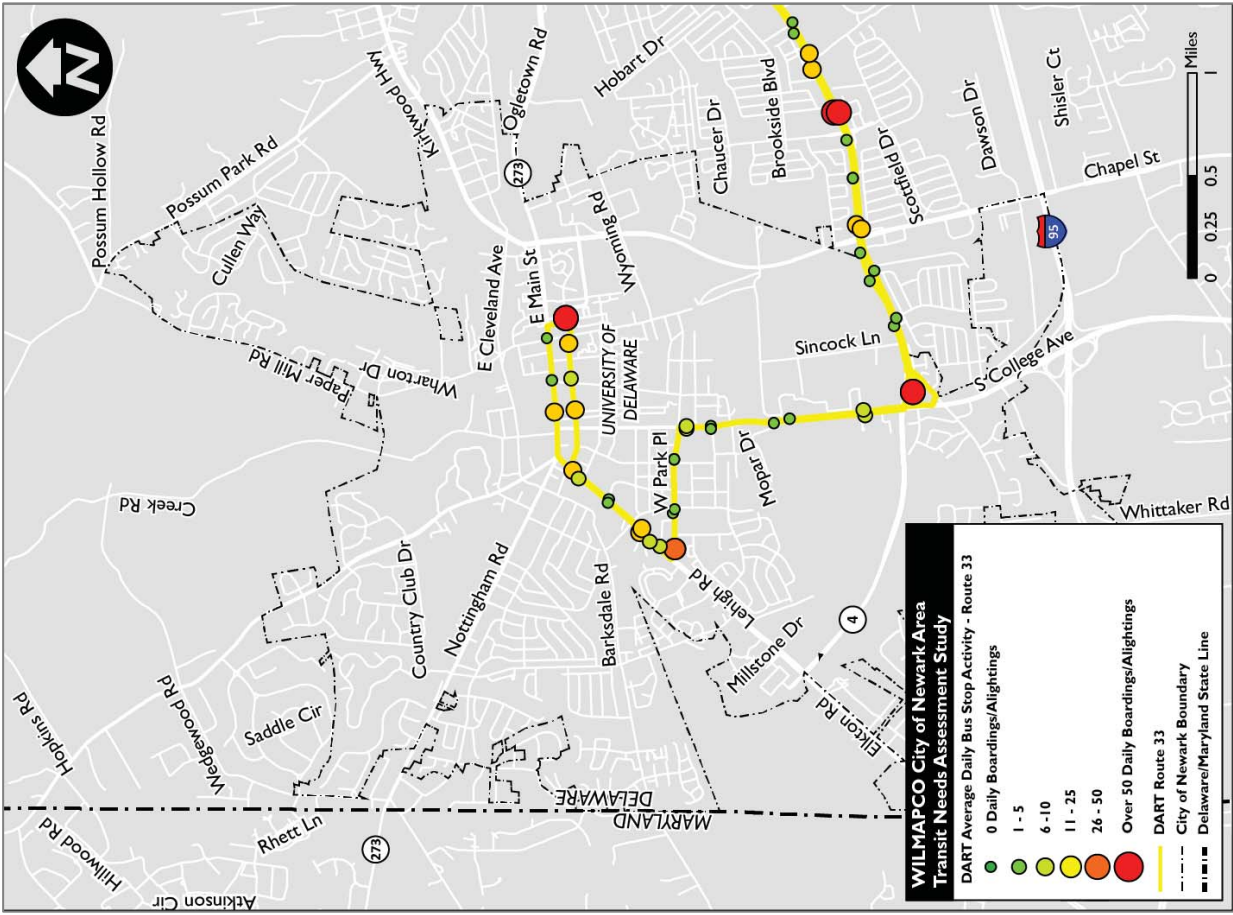 N
Possum Hollow Rd
Possum Park Rd
Cullen Way
Paper Mill Rd
Wharton Dr
Kirkwood Hwy
Ogletown Rd
273
Hobart Dr
E Cleveland Ave
E Main St
Wyoming Rd
Chaucer Dr
Brookside Blvd
Scottfield Dr
Dawson Dr
Shisler Ct
Chapel St
95
Miles
0
0.25
0.5
1
UNIVERSITY OF
DELAWARE
Sincock Ln
S College Ave
W Park Pl
Mopar Dr
Whittaker Rd
Creek Rd
Country Club Dr
Nottingham Rd
Barksdale Rd
Lehigh Rd
Millstone Dr
4
Elkton Rd
Hopkins Rd
Wedgewood Rd
Saddle Cir
DELAWARE
MARYLAND
Hillwood Rd
Rhett Ln
273
Atkinson Cir
WILMAPCO City of Newark Area
Transit Needs Assessment Study
DART Average Daily Bus Stop Activity - Route 33
0 Daily Boardings/Alightings
1 - 5
6 -10
11 - 25
26 - 50
Over 50 Daily Boardings/Alightings
DART Route 33
City of Newark Boundary
Delaware/Maryland State Line